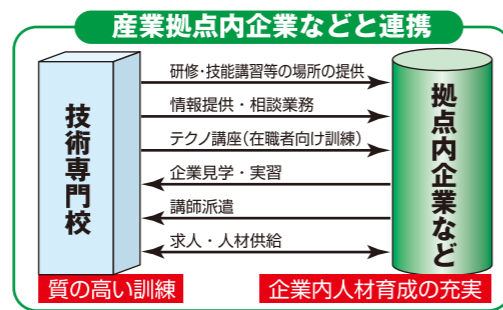 産業拠点内企業などと連携
技術専門校
研修・技能講習等の場所の提供
情報提供・相談業務
テクノ講座(在職者向け訓練)
企業見学・実習
講師派遣
求人・人材供給
拠点内企業など
質の高い訓練
企業内人材育成の充実